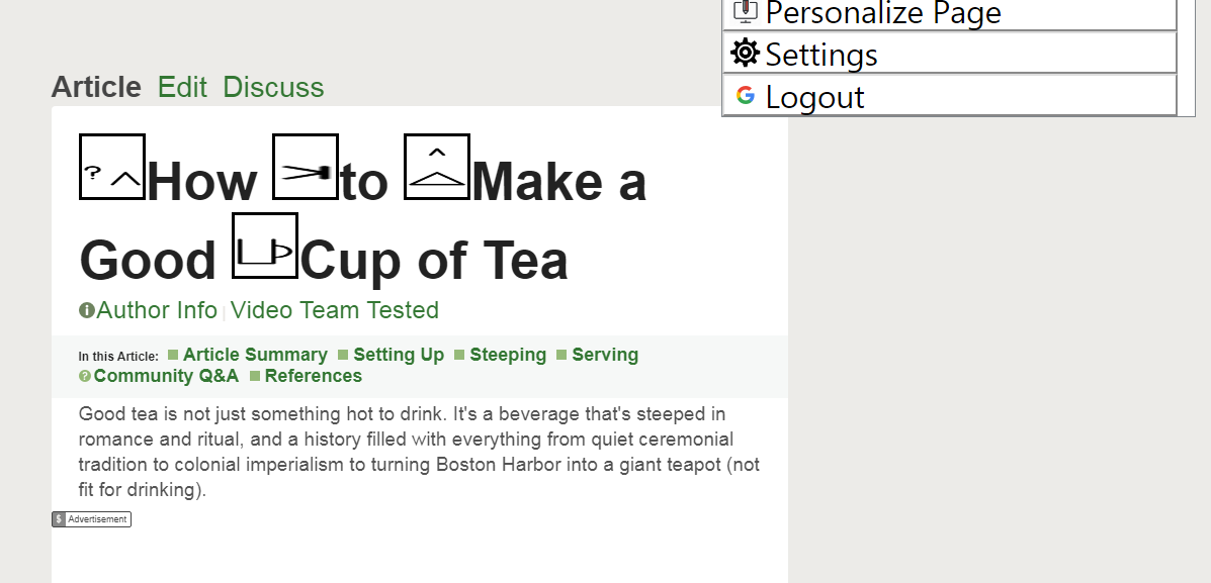 Personalize Page
Settings
Logout
Article Edit Discuss
How to Make a
Good Cup of Tea
Author Info Video Team Tested
In this Article: Article Summary Setting Up Steeping Serving
Community Q&A References
Good tea is not just something hot to drink. It's a beverage that's steeped in
romance and ritual, and a history filled with everything from quiet ceremonial
tradition to colonial imperialism to turning Boston Harbor into a giant teapot (not
fit for drinking).
$ Advertisement